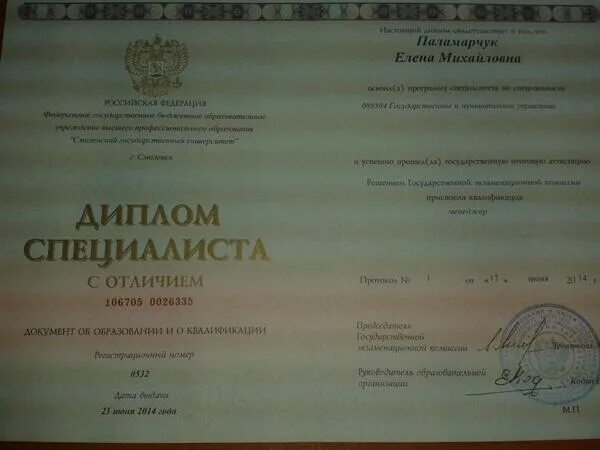 РОССИЙСКАЯ ФЕДЕРАЦИЯ
Федеральное государственное бюджетное образовательное
учреждение высшего профессионального образования
"Смоленский государственный университет"
г. Смоленск
ДИПЛОМ
СПЕЦИАЛИСТА
С ОТЛИЧИЕМ
106705 0026335
ДОКУМЕНТ ОБ ОБРАЗОВАНИИ И О КВАЛИФИКАЦИИ
Регистрационный номер
0532
Дата выдачи
25 июня 2014 года
Настоящий диплом свидетельствует о том, что
Паламарчук
Елена Михайловна
освоил(а) программу специалитета по специальности
080504 Государственное и муниципальное управление
и успешно прошел(ла) государственную итоговую аттестацию
Решением Государственной экзаменационной комиссии
присвоена квалификация
менеджер
Протокол № 1 от «17» июня 2014 г.
Председатель
Государственной
экзаменационной комиссии
Руководитель образовательной
организации
М.П